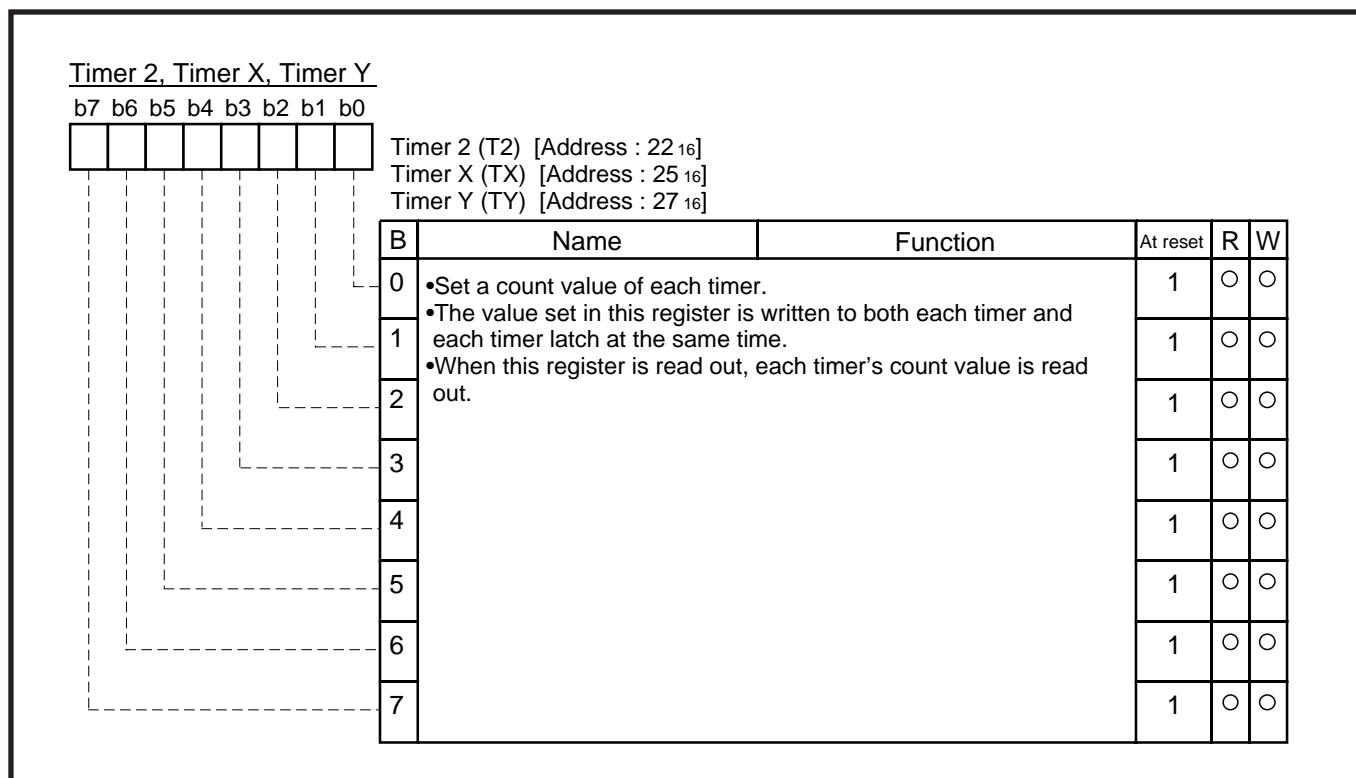 Timer 2, Timer X, Timer Y
b7 b6 b5 b4 b3 b2 b1 b0
Timer 2 (T2) [Address : 22 16]
Timer X (TX) [Address : 25 16]
Timer Y (TY) [Address : 27 16]
B Name Function At reset R W
0 •Set a count value of each timer. 1 ○ ○
•The value set in this register is written to both each timer and
1 each timer latch at the same time. 1 ○ ○
•When this register is read out, each timer’s count value is read
2 out. 1 ○ ○
3 1 ○ ○
4 1 ○ ○
5 1 ○ ○
6 1 ○ ○
7 1 ○ ○